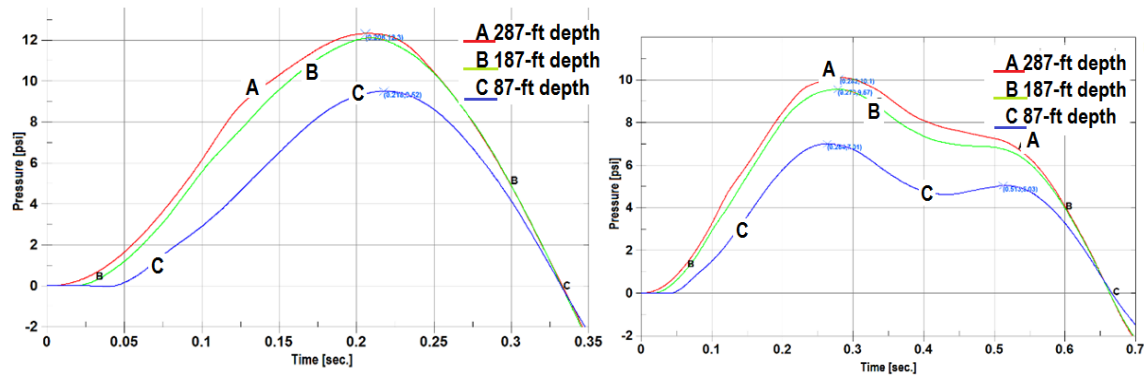 12
10
8
6
4
2
0
-2
Pressure [psi]
0
0.05
0.1
0.15
0.2
0.25
0.3
0.35
Time [sec.]
A 287-ft depth
B 187-ft depth
C 87-ft depth
A
B
C
B
C
B
C
10
8
6
4
2
0
-2
Pressure [psi]
0
0.1
0.2
0.3
0.4
0.5
0.6
0.7
Time [sec.]
A 287-ft depth
B 187-ft depth
C 87-ft depth
A
B
A
C
B
C
B
C